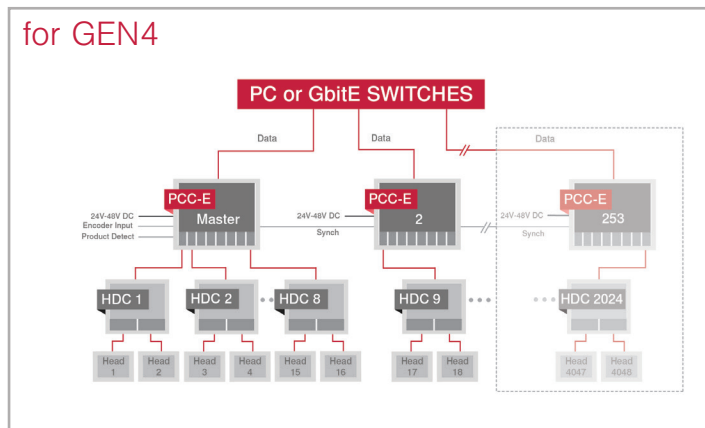 for GEN4
PC or GbitE SWITCHES
Data
Data
Data
PCC-E
Master
PCC-E
2
PCC-E
253
24V-48V DC
Encoder Input
Product Detect
24V-48V DC
Synch
24V-48V DC
Synch
HDC 1
HDC 2
HDC 8
HDC 9
HDC 2024
Head
1
Head
2
Head
3
Head
4
Head
15
Head
16
Head
17
Head
18
Head
4047
Head
4048